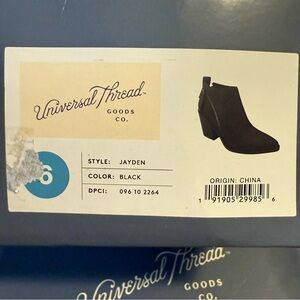 Universal Thread™
GOODS
CO.
6
STYLE: JAYDEN
COLOR: BLACK
DPCI: 096 10 2264
ORIGIN: CHINA
1 91905 29985 6
Universal Thread
GOODS
CO.